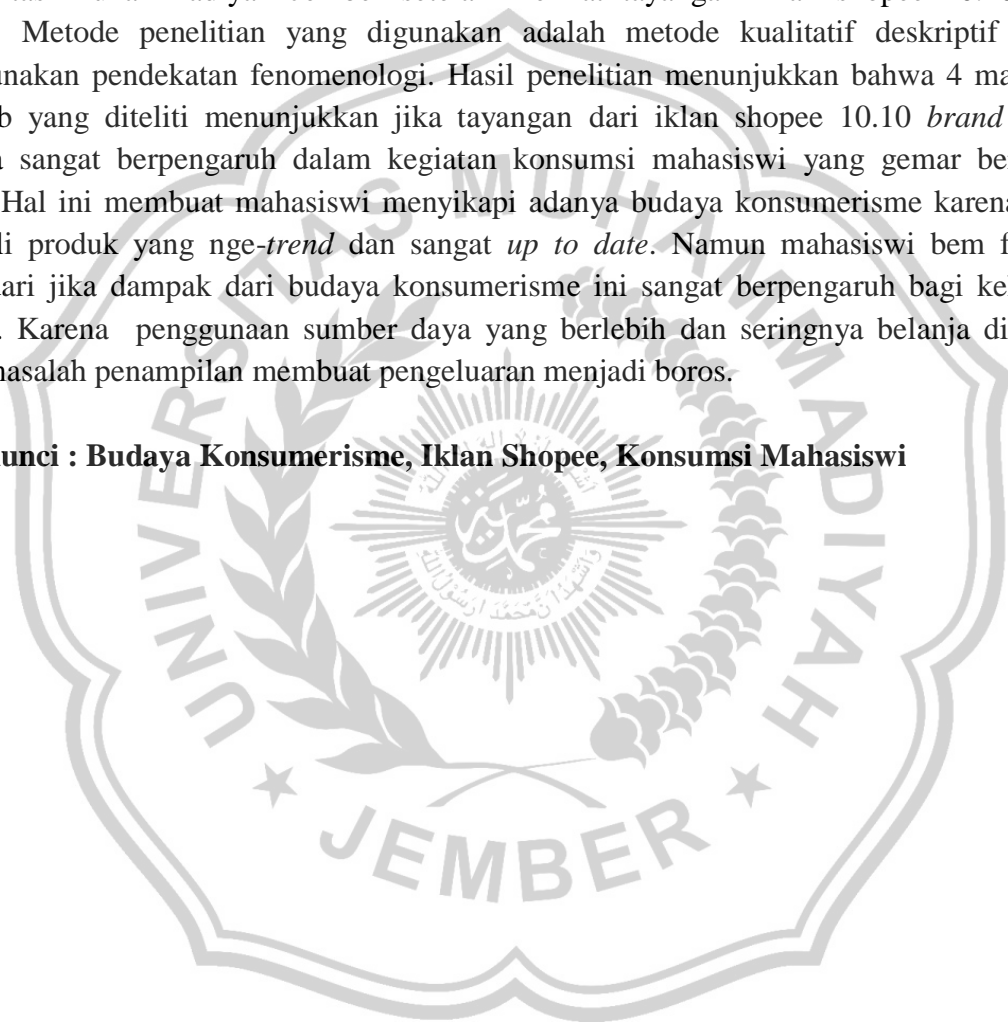 Metode penelitian yang digunakan adalah metode kualitatif deskriptif
unakan pendekatan fenomenologi. Hasil penelitian menunjukkan bahwa 4 ma
b yang diteliti menunjukkan jika tayangan dari iklan shopee 10.10 brand
a sangat berpengaruh dalam kegiatan konsumsi mahasiswi yang gemar be
Hal ini membuat mahasiswi menyikapi adanya budaya konsumerisme karena
li produk yang nge-trend dan sangat up to date. Namun mahasiswi bem f
dari jika dampak dari budaya konsumerisme ini sangat berpengaruh bagi ke
. Karena penggunaan sumber daya yang berlebih dan seringnya belanja di
masalah penampilan membuat pengeluaran menjadi boros.
unci : Budaya Konsumerisme, Iklan Shopee, Konsumsi Mahasiswi
UNIVERSITAS MUHAMMADIYAH
JEMBER